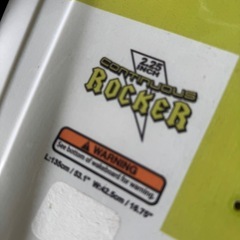 2.25
INCH
CONTINUOUS
ROCKER
WARNING
See bottom of wakeboard for warning.
L:135cm / 53.1" W:42.5cm / 16.75"